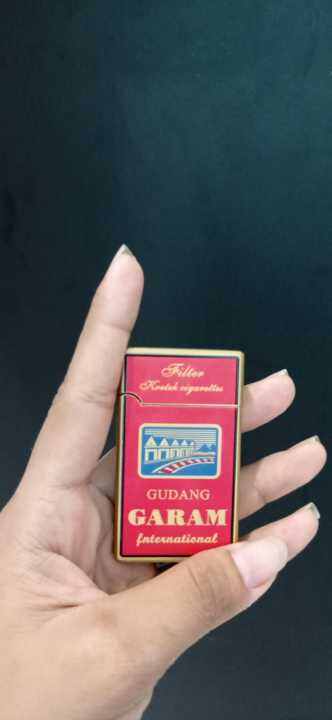 Filter
Kretek cigarettes
GUDANG
GARAM
International